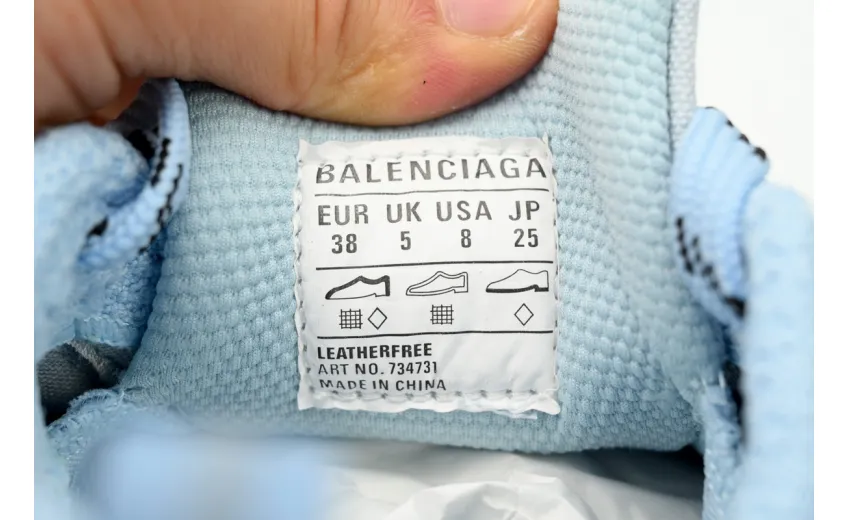 BALENCIAGA
EUR UK USA JP
38 5 8 25
LEATHERFREE
ART NO. 734731
MADE IN CHINA